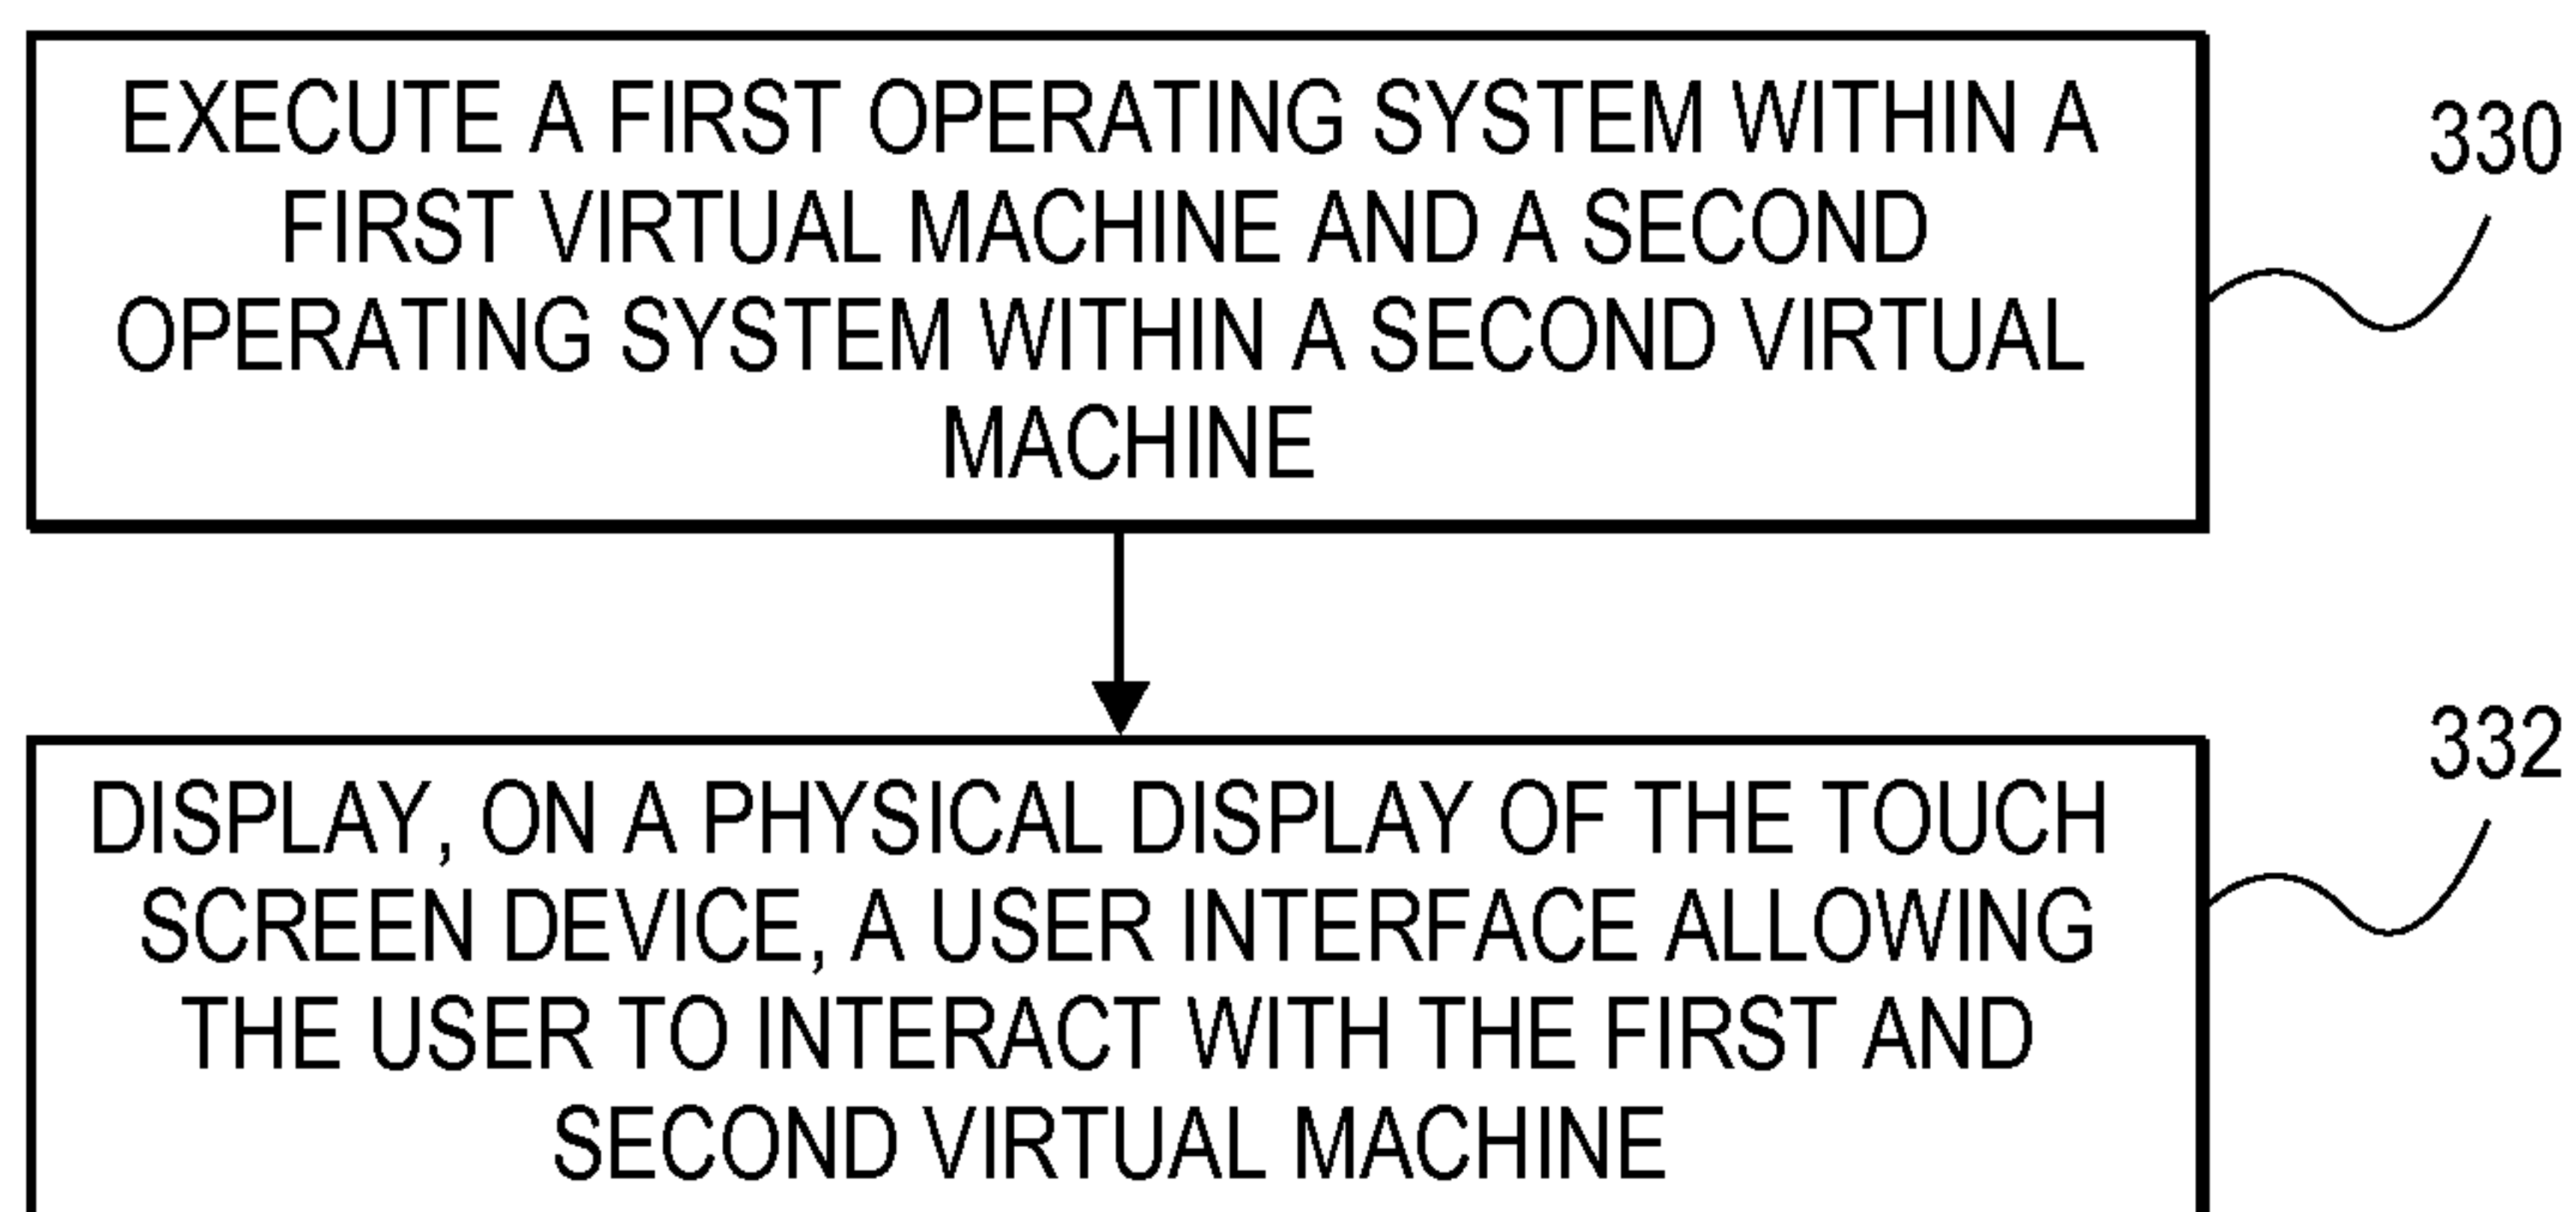 EXECUTE A FIRST OPERATING SYSTEM WITHIN A
FIRST VIRTUAL MACHINE AND A SECOND
OPERATING SYSTEM WITHIN A SECOND VIRTUAL
MACHINE
330
DISPLAY, ON A PHYSICAL DISPLAY OF THE TOUCH
SCREEN DEVICE, A USER INTERFACE ALLOWING
THE USER TO INTERACT WITH THE FIRST AND
SECOND VIRTUAL MACHINE
332